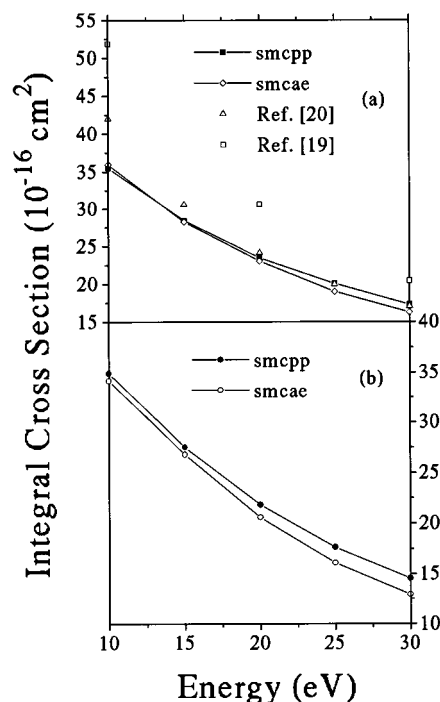 55
50
45
40
35
30
25
20
15
smcpp
smcae
Ref. [20]
Ref. [19]
(a)
40
35
30
25
20
15
10
smcpp
smcae
(b)
10 15 20 25 30
Integral Cross Section (10⁻¹⁶ cm²)
Energy (eV)